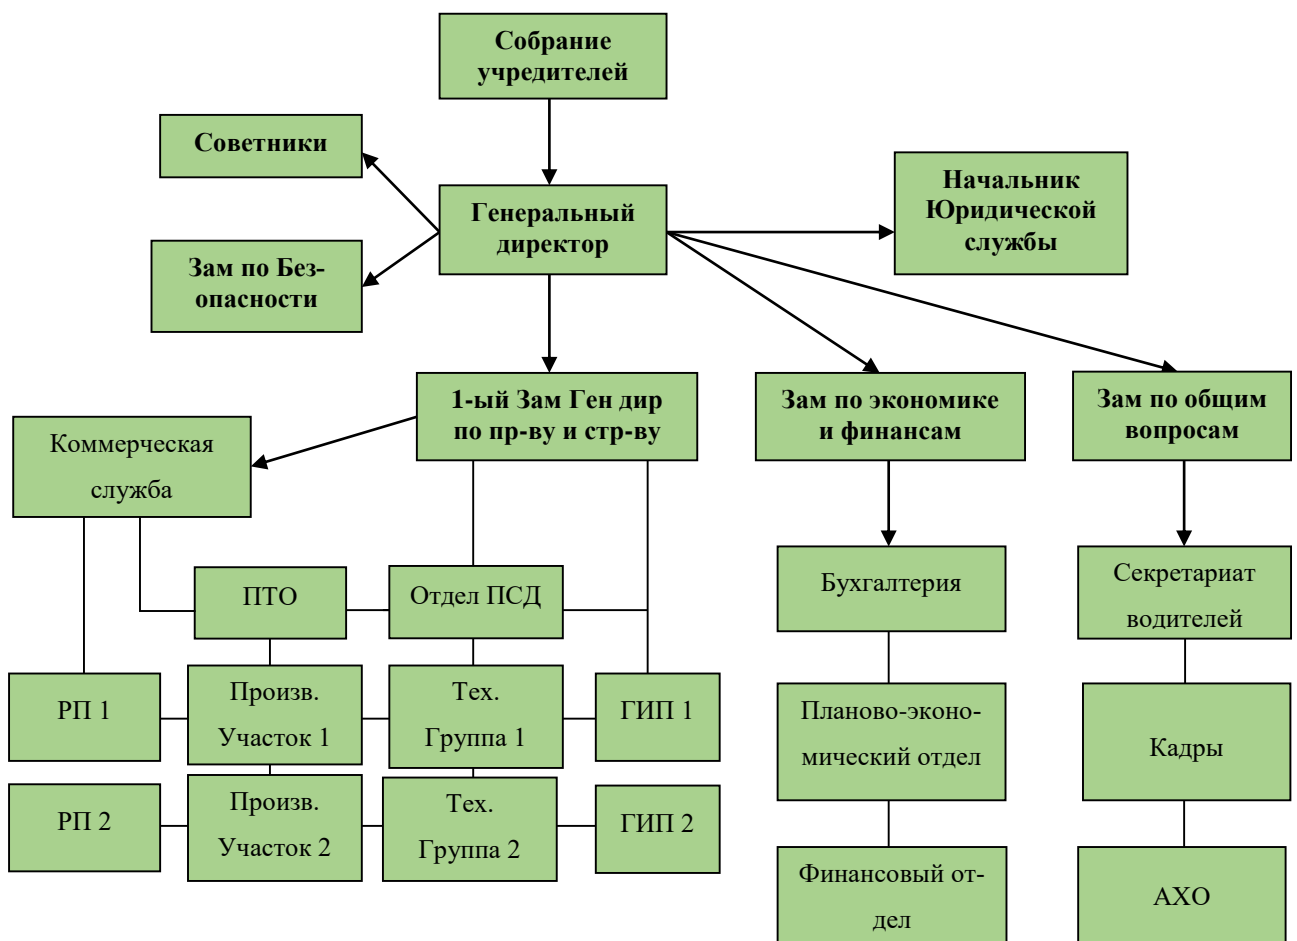 Собрание
учредителей
Советники
Генеральный
директор
Начальник
Юридической
службы
Зам по Без-
опасности
1-ый Зам Ген дир
по пр-ву и стр-ву
Зам по экономике
и финансам
Зам по общим
вопросам
Коммерческая
служба
ПТО
Отдел ПСД
Бухгалтерия
Секретариат
водителей
РП 1
Произв.
Участок 1
Тех.
Группа 1
ГИП 1
Планово-эконо-
мический отдел
Кадры
РП 2
Произв.
Участок 2
Тех.
Группа 2
ГИП 2
Финансовый от-
дел
АХО